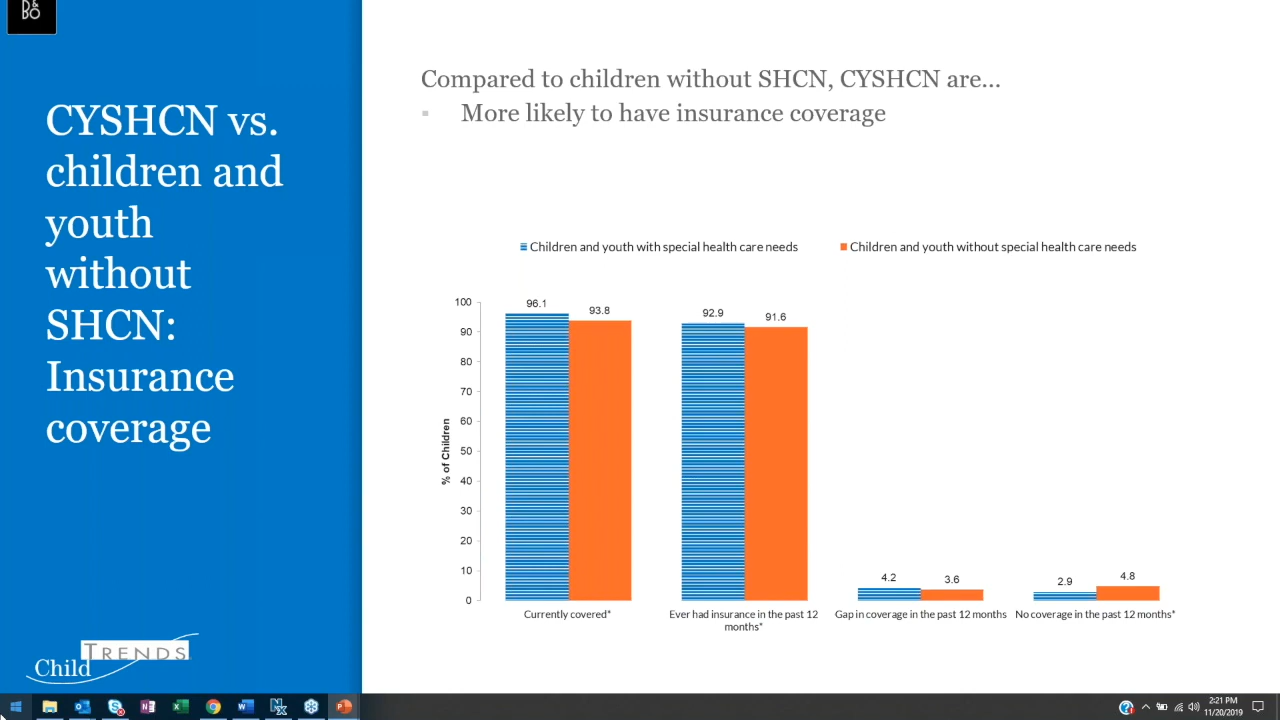 B&O
CYSHCN vs.
children and
youth
without
SHCN:
Insurance
coverage
Child TRENDS
Compared to children without SHCN, CYSHCN are...
▪ More likely to have insurance coverage
Children and youth with special health care needs
Children and youth without special health care needs
% of Children
100
90
80
70
60
50
40
30
20
10
0
96.1
93.8
92.9
91.6
4.2
3.6
2.9
4.8
Currently covered*
Ever had insurance in the past 12
months*
Gap in coverage in the past 12 months
No coverage in the past 12 months*
2:21 PM
11/20/2019